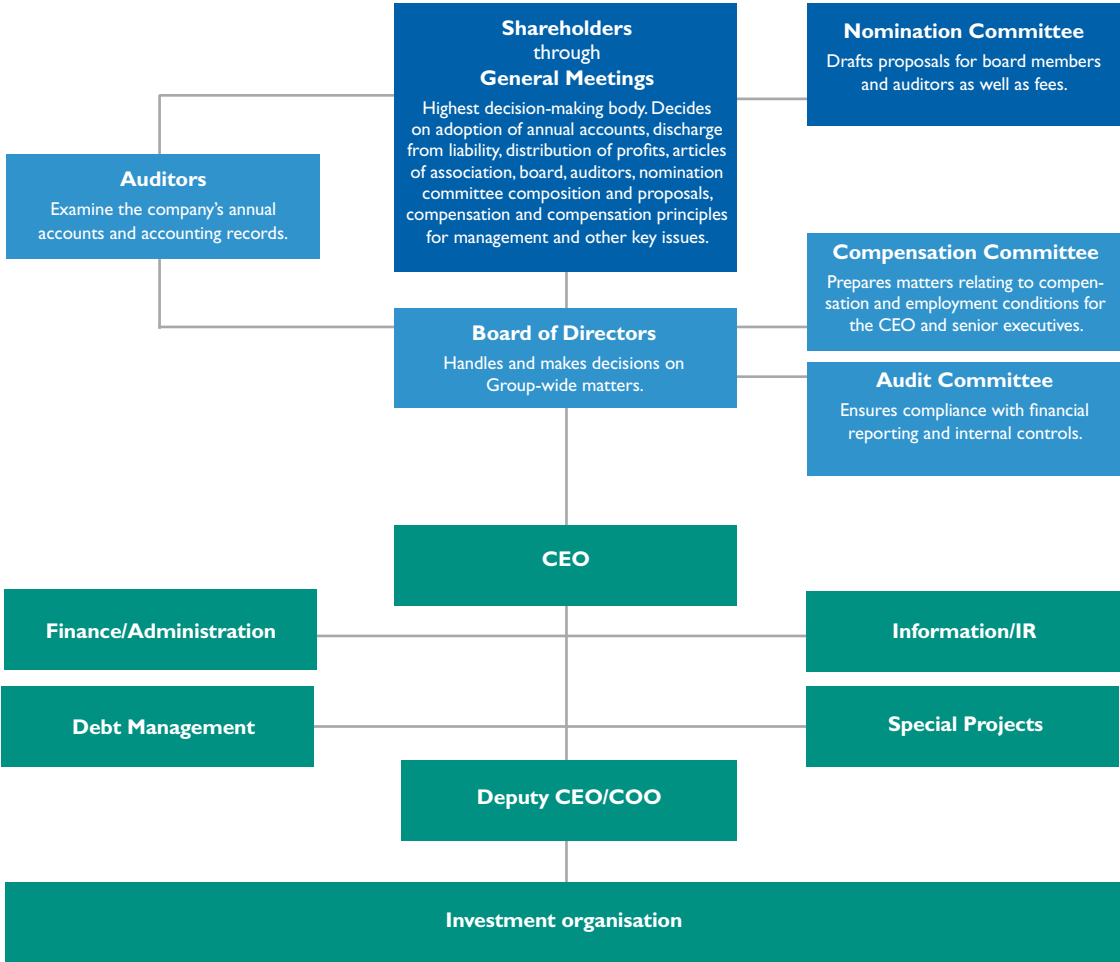 Shareholders
through
General Meetings
Highest decision-making body. Decides
on adoption of annual accounts, discharge
from liability, distribution of profits, articles
of association, board, auditors, nomination
committee composition and proposals,
compensation and compensation principles
for management and other key issues.
Nomination Committee
Drafts proposals for board members
and auditors as well as fees.
Auditors
Examine the company’s annual
accounts and accounting records.
Compensation Committee
Prepares matters relating to compen-
sation and employment conditions for
the CEO and senior executives.
Board of Directors
Handles and makes decisions on
Group-wide matters.
Audit Committee
Ensures compliance with financial
reporting and internal controls.
CEO
Finance/Administration
Information/IR
Debt Management
Special Projects
Deputy CEO/COO
Investment organisation